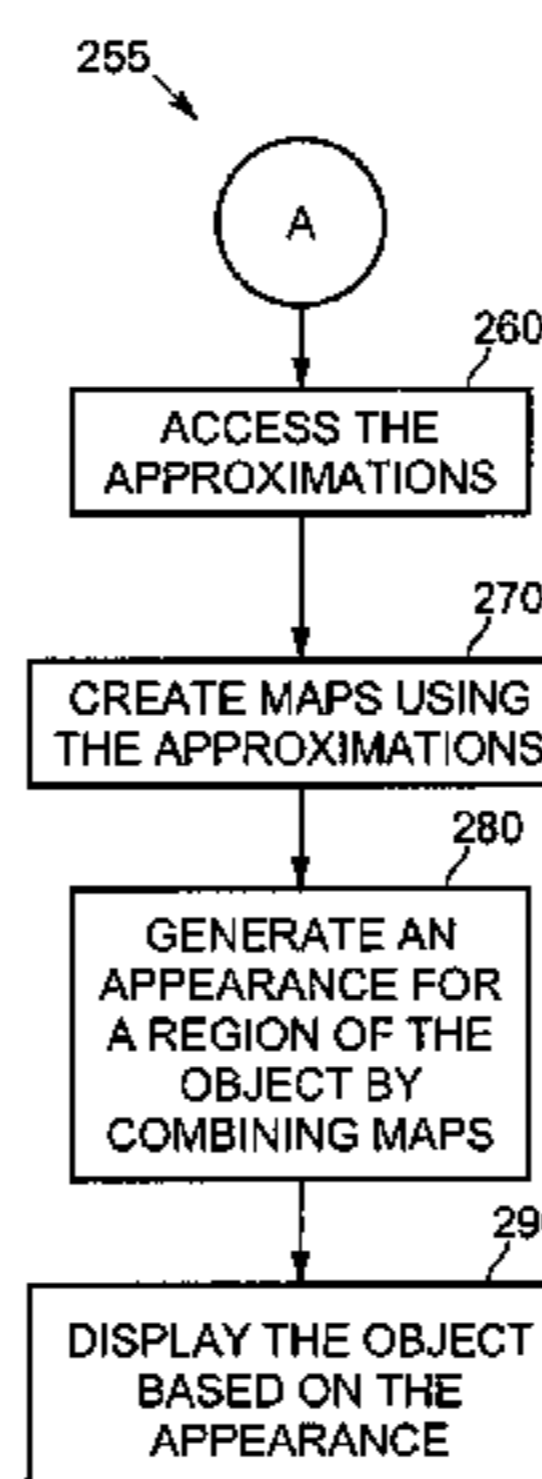 255
A
260
ACCESS THE
APPROXIMATIONS
270
CREATE MAPS USING
THE APPROXIMATIONS
280
GENERATE AN
APPEARANCE FOR
A REGION OF THE
OBJECT BY
COMBINING MAPS
29
DISPLAY THE OBJECT
BASED ON THE
APPEARANCE